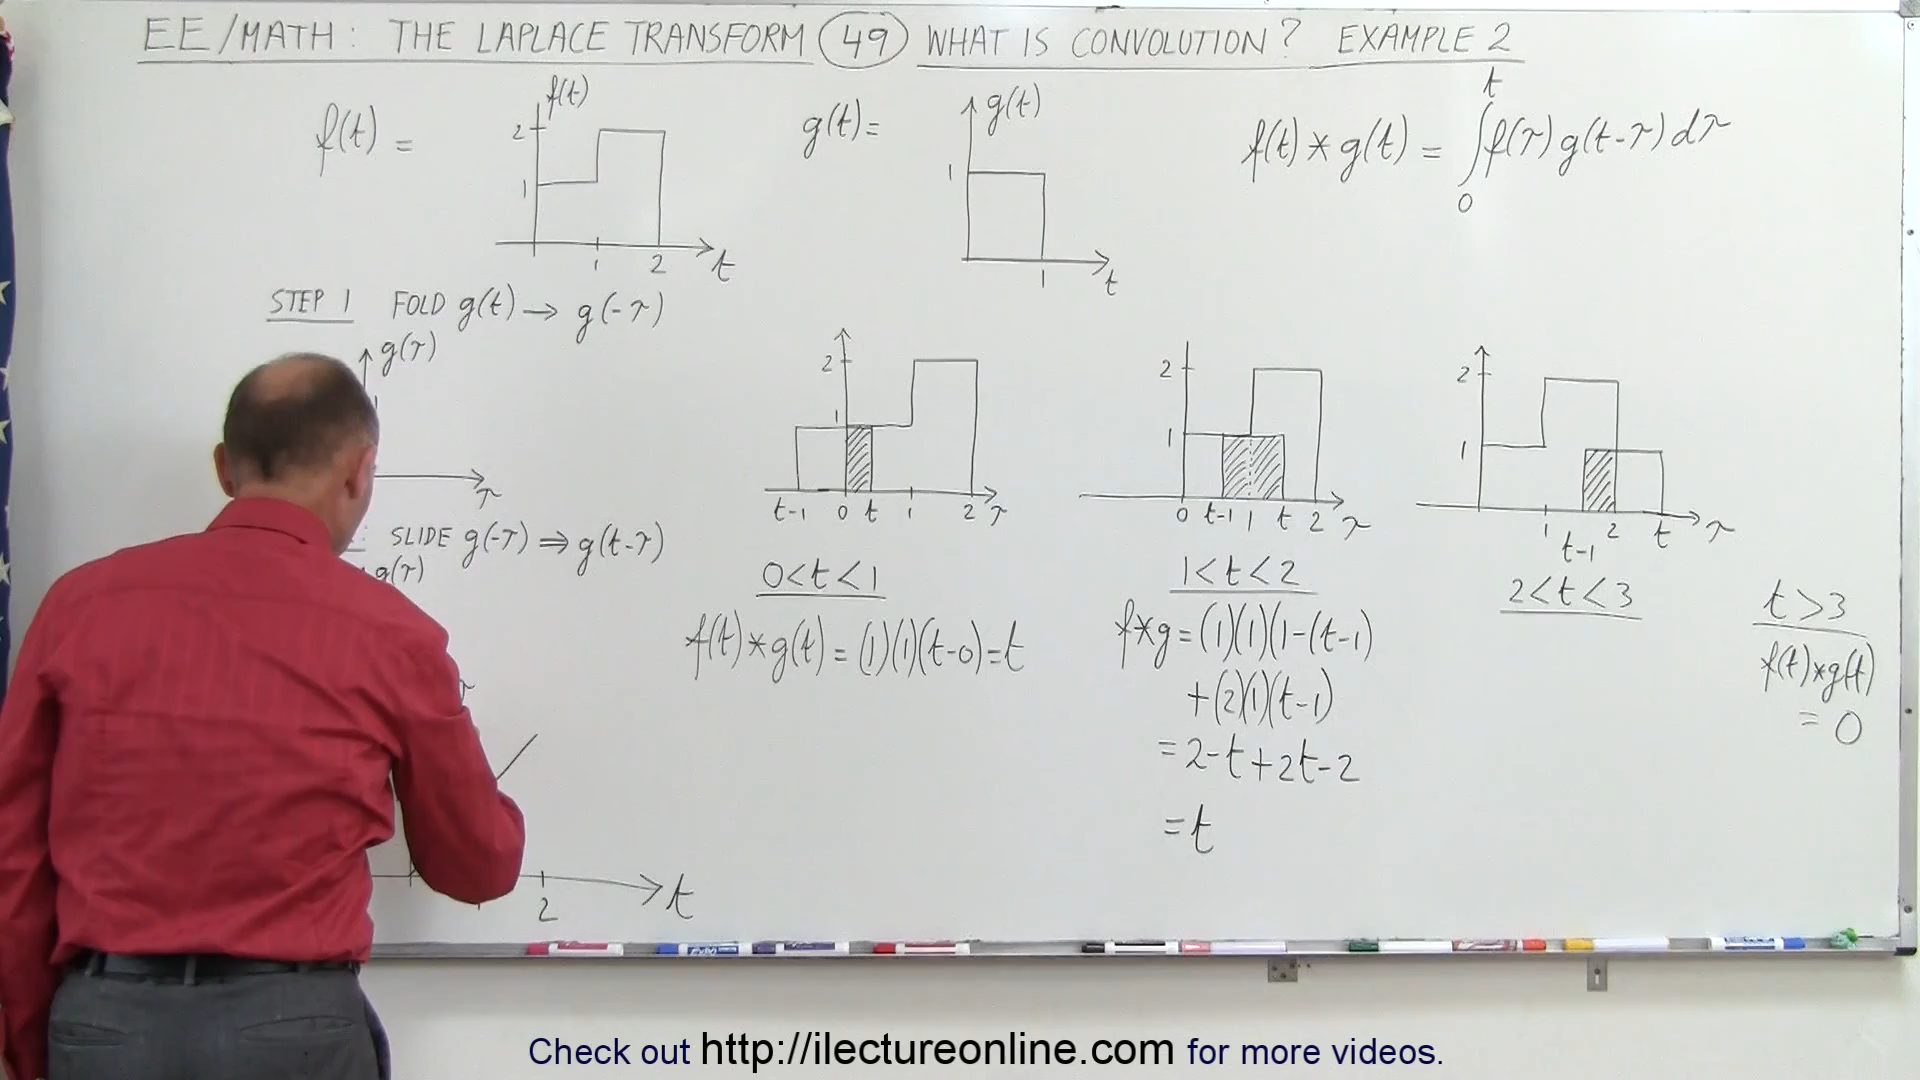 EE/MATH: THE LAPLACE TRANSFORM 49 WHAT IS CONVOLUTION? EXAMPLE 2
f(t) =
f(t)
2
1
1 2 t
g(t)=
g(t)
1
1 t
f(t) * g(t) = ∫₀ᵗ f(τ) g(t-τ) dτ
STEP 1 FOLD g(t) → g(-τ)
g(τ)
1
τ
SLIDE g(-τ) ⇒ g(t-τ)
g(τ)
τ
2 t
2
1
t-1 0 t 1 2 τ
0<t<1
f(t)*g(t) = (1)(1)(t-0)=t
2
1
0 t-1 1 t 2 τ
1<t<2
f*g = (1)(1)(1-(t-1)
+(2)(1)(t-1)
=2-t+2t-2
=t
2
1
1 t-1 2 t τ
2<t<3
t>3
f(t)*g(t)
= 0
Check out http://ilectureonline.com for more videos.